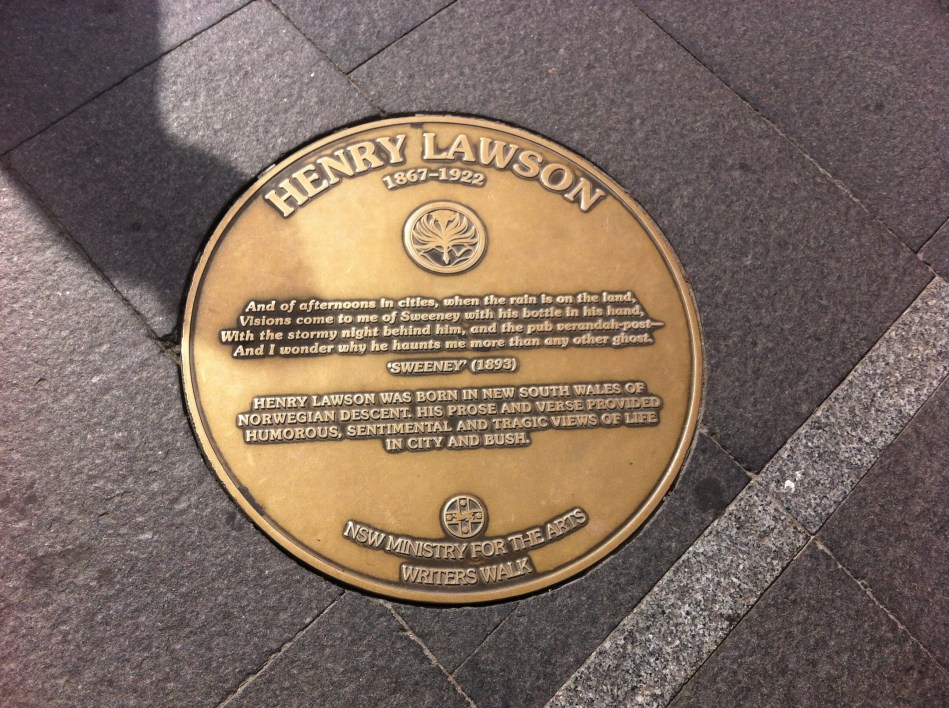 HENRY LAWSON
1867-1922
And of afternoons in cities, when the rain is on the land,
Visions come to me of Sweeney with his bottle in his hand,
With the stormy night behind him, and the pub verandah-post—
And I wonder why he haunts me more than any other ghost.
'SWEENEY' (1893)
HENRY LAWSON WAS BORN IN NEW SOUTH WALES OF
NORWEGIAN DESCENT. HIS PROSE AND VERSE PROVIDED
HUMOROUS, SENTIMENTAL AND TRAGIC VIEWS OF LIFE
IN CITY AND BUSH.
NSW MINISTRY FOR THE ARTS
WRITERS WALK